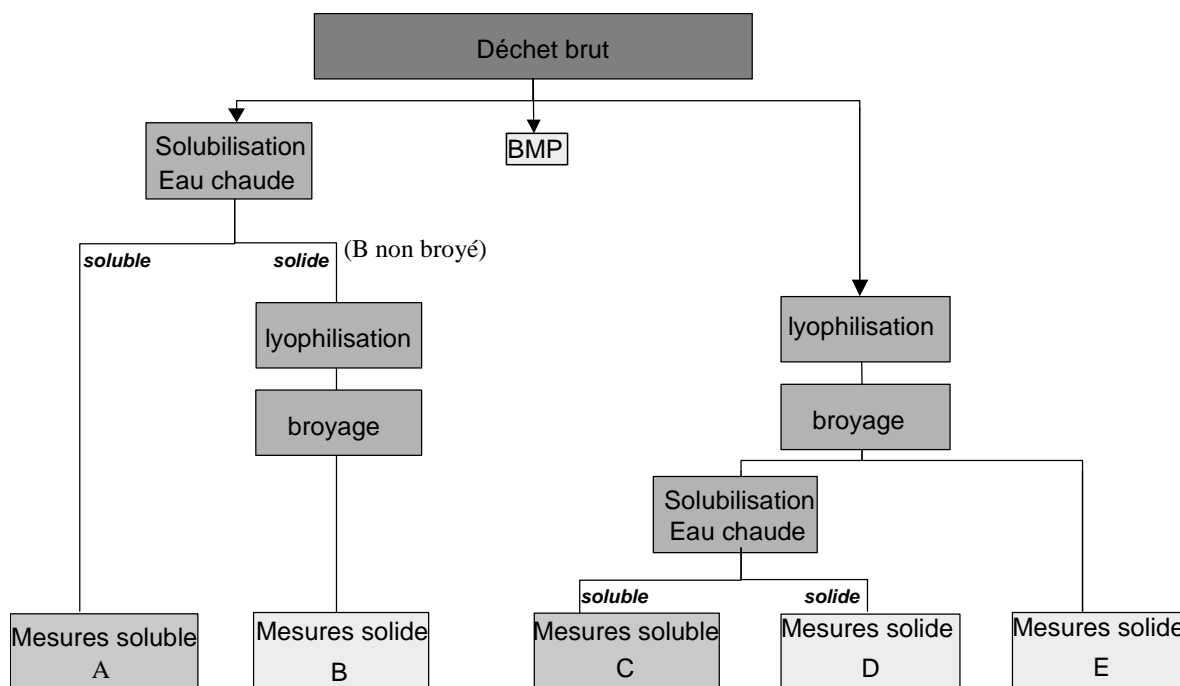 Déchet brut
Solubilisation
Eau chaude
BMP
soluble
solide
(B non broyé)
lyophilisation
broyage
lyophilisation
broyage
Solubilisation
Eau chaude
soluble
solide
Mesures soluble
A
Mesures solide
B
Mesures soluble
C
Mesures solide
D
Mesures solide
E